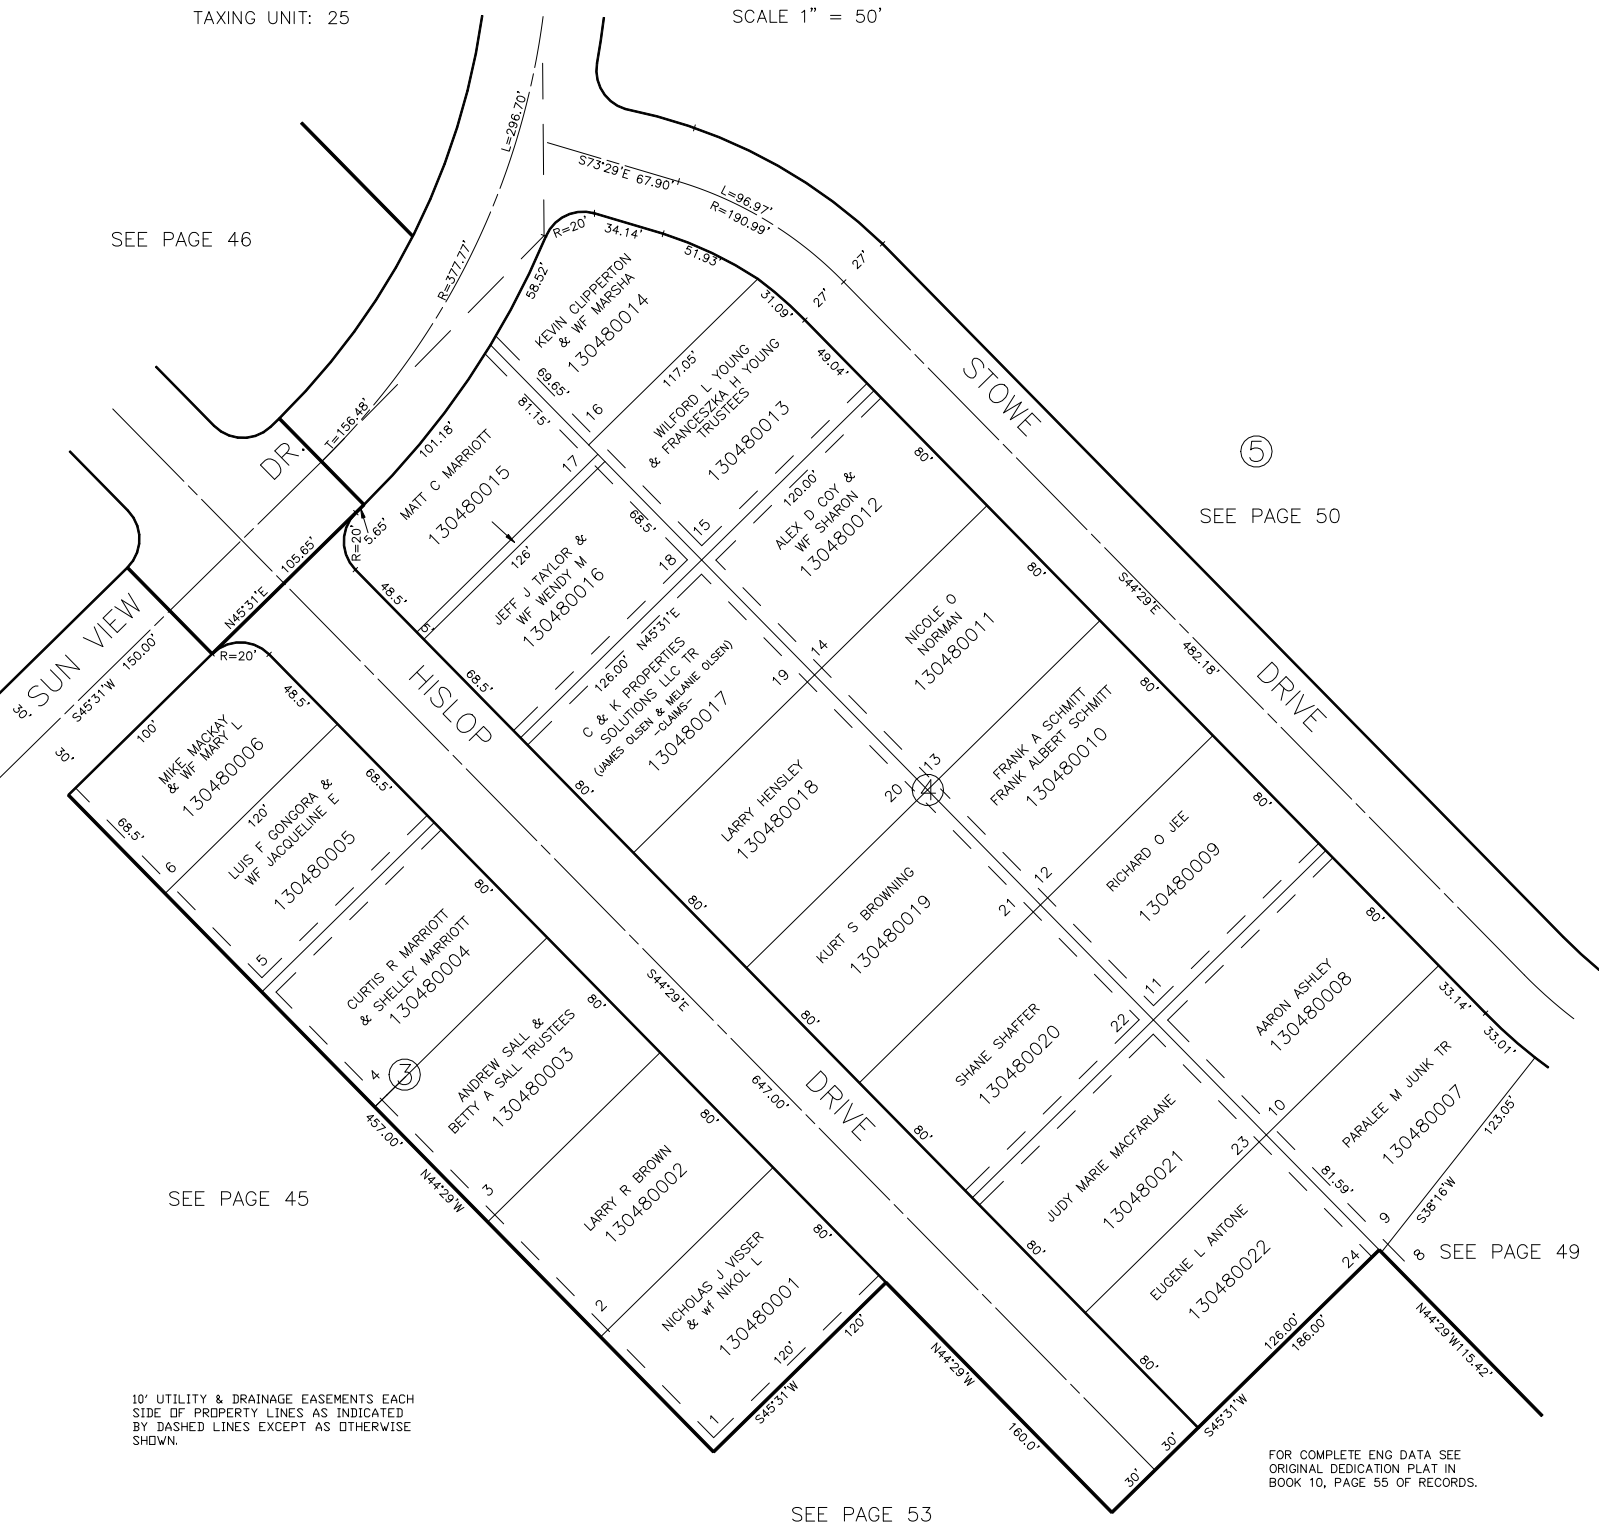 TAXING UNIT: 25
SCALE 1" = 50'
L=296.70'
S73°29'E 67.90'
L=96.97'
R=190.99'
SEE PAGE 46
R=377.77'
R=20'
34.14'
51.93'
58.52'
27'
27'
31.09'
49.04'
KEVIN CLIPPERTON
& WF MARSHA
130480014
69.65'
81.15'
117.05'
16
17
WILFORD L YOUNG
& FRANCESZKA H YOUNG
TRUSTEES
130480013
STOWE
DRIVE
5
SEE PAGE 50
DR.
T=156.48'
101.18'
MATT C MARRIOTT
130480015
5.65'
R=20'
48.5'
126'
5'
68.5'
15
18
120.00'
80'
ALEX D COY &
WF SHARON
130480012
JEFF J TAYLOR &
WF WENDY M
130480016
68.5'
126.00'
N45°31'E
105.65'
N45°31'E
SUN VIEW
S45°31'W
150.00'
30'
30'
R=20'
100'
48.5'
HISLOP
DRIVE
C & K PROPERTIES
SOLUTIONS LLC TR
(JAMES OLSEN & MELANIE OLSEN)
-CLAIMS-
130480017
80'
14
19
NICOLE O
NORMAN
130480011
80'
S44°29'E
482.18'
MIKE MACKAY
& WF MARY L
130480006
68.5'
6
120'
68.5'
LUIS F GONGORA &
WF JACQUELINE E
130480005
5
LARRY HENSLEY
130480018
80'
13
20
4
FRANK A SCHMITT
FRANK ALBERT SCHMITT
130480010
80'
RICHARD O JEE
130480009
80'
12
21
KURT S BROWNING
130480019
80'
CURTIS R MARRIOTT
& SHELLEY MARRIOTT
130480004
80'
4
3
S44°29'E
647.00'
ANDREW SALL &
BETTY A SALL TRUSTEES
130480003
80'
3
457.00'
N44°29'W
SHANE SHAFFER
130480020
80'
11
22
AARON ASHLEY
130480008
80'
33.14'
33.01'
PARALEE M JUNK TR
130480007
123.05'
S38°16'W
10
23
81.59'
9
8
JUDY MARIE MACFARLANE
130480021
80'
EUGENE L ANTONE
130480022
80'
24
SEE PAGE 49
N44°29'W
115.42'
126.00'
186.00'
S45°31'W
30'
30'
SEE PAGE 45
LARRY R BROWN
130480002
80'
2
NICHOLAS J VISSER
& wf NIKOL L
130480001
80'
1
120'
120'
S45°31'W
N44°29'W
160.0'
10' UTILITY & DRAINAGE EASEMENTS EACH
SIDE OF PROPERTY LINES AS INDICATED
BY DASHED LINES EXCEPT AS OTHERWISE
SHOWN.
FOR COMPLETE ENG DATA SEE
ORIGINAL DEDICATION PLAT IN
BOOK 10, PAGE 55 OF RECORDS.
SEE PAGE 53